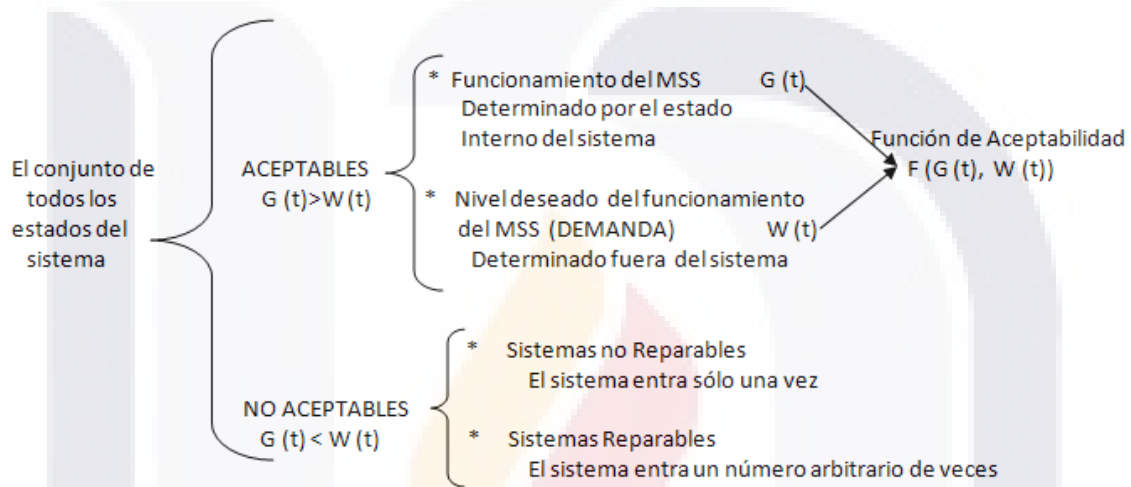 El conjunto de
todos los
estados del
sistema
ACEPTABLES
G (t)>W (t)
* Funcionamiento del MSS G (t)
Determinado por el estado
Interno del sistema
* Nivel deseado del funcionamiento
del MSS (DEMANDA) W (t)
Determinado fuera del sistema
Función de Aceptabilidad
F (G (t), W (t))
NO ACEPTABLES
G (t) < W (t)
* Sistemas no Reparables
El sistema entra sólo una vez
* Sistemas Reparables
El sistema entra un número arbitrario de veces